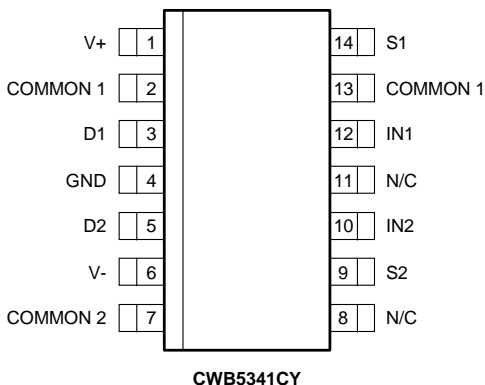 V+ 1 14 S1
COMMON 1 2 13 COMMON 1
D1 3 12 IN1
GND 4 11 N/C
D2 5 10 IN2
V- 6 9 S2
COMMON 2 7 8 N/C
CWB5341CY